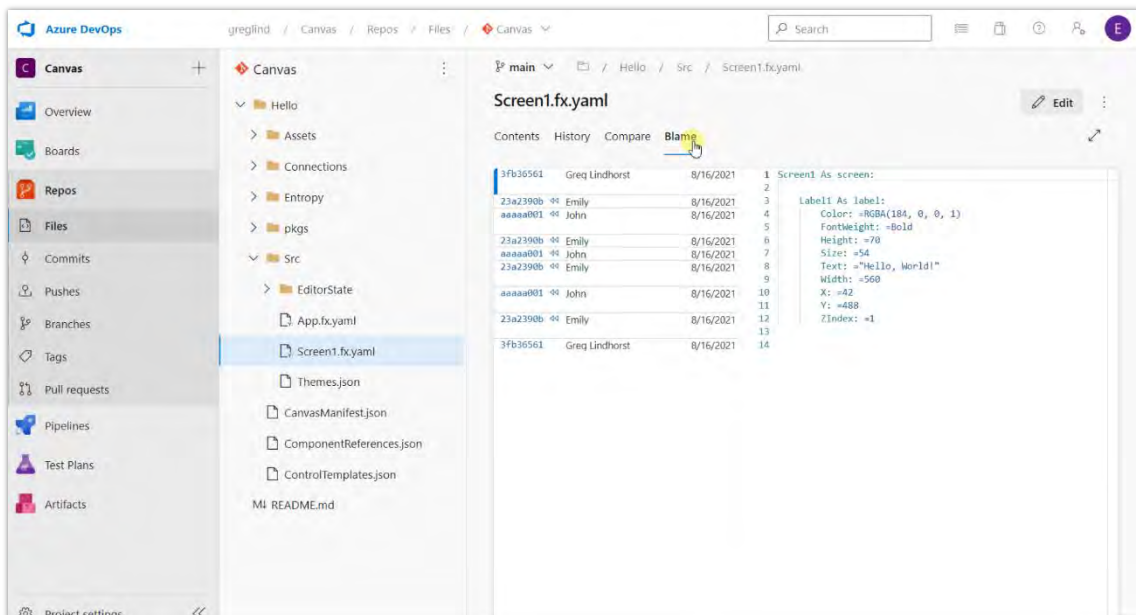 Azure DevOps
greglind / Canvas / Repos / Files / Canvas
Search
E
C Canvas
Overview
Boards
Repos
Files
Commits
Pushes
Branches
Tags
Pull requests
Pipelines
Test Plans
Artifacts
Project settings
Canvas
Hello
Assets
Connections
Entropy
pkgs
Src
EditorState
App.fx.yaml
Screen1.fx.yaml
Themes.json
CanvasManifest.json
ComponentReferences.json
ControlTemplates.json
M↓ README.md
main / Hello / Src / Screen1.fx.yaml
Screen1.fx.yaml
Edit
Contents History Compare Blame
3fb36561 Greg Lindhorst 8/16/2021 1 Screen1 As screen:
2
23a2390b Emily 8/16/2021 3 Label1 As label:
aaaaa001 John 8/16/2021 4 Color: =RGBA(184, 0, 0, 1)
5 FontWeight: =Bold
23a2390b Emily 8/16/2021 6 Height: =70
aaaaa001 John 8/16/2021 7 Size: =54
23a2390b Emily 8/16/2021 8 Text: ="Hello, World!"
9 Width: =560
aaaaa001 John 8/16/2021 10 X: =42
11 Y: =488
23a2390b Emily 8/16/2021 12 ZIndex: =1
13
3fb36561 Greg Lindhorst 8/16/2021 14